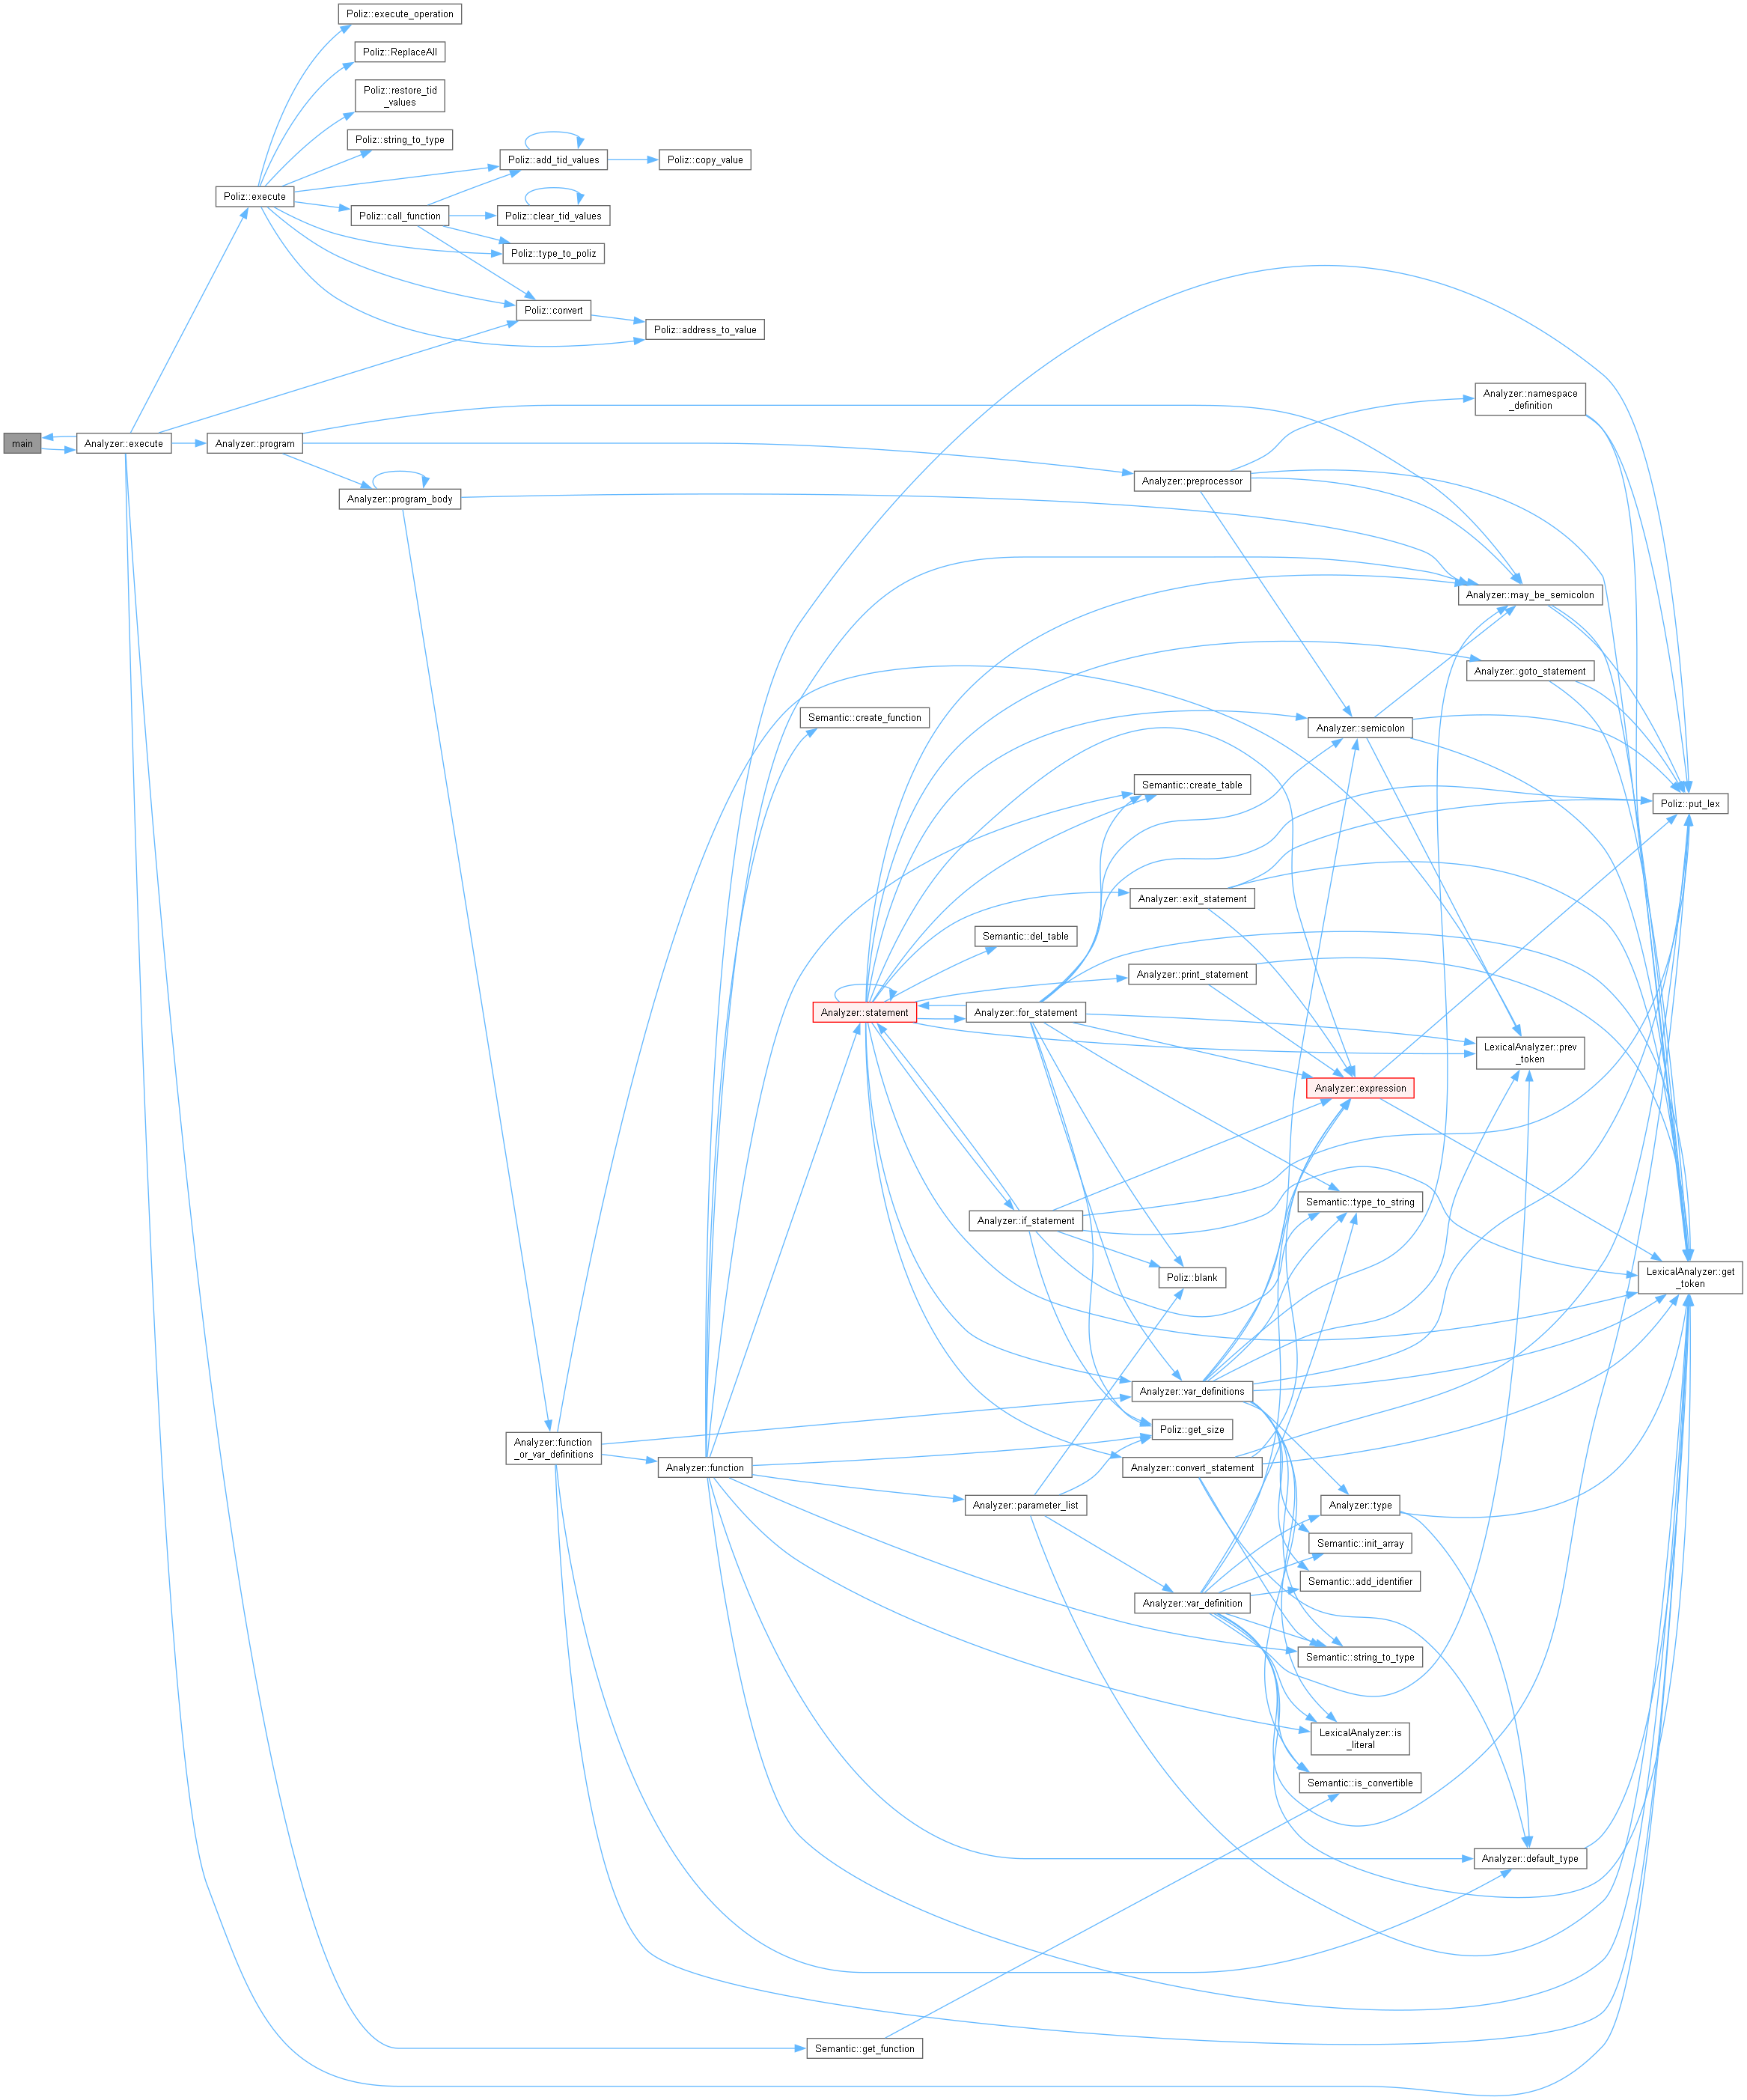 Poliz::execute_operation
Poliz::ReplaceAll
Poliz::restore_tid
_values
Poliz::string_to_type
Poliz::add_tid_values
Poliz::copy_value
Poliz::execute
Poliz::call_function
Poliz::clear_tid_values
Poliz::type_to_poliz
Poliz::convert
Poliz::address_to_value
Analyzer::namespace
_definition
main
Analyzer::execute
Analyzer::program
Analyzer::preprocessor
Analyzer::program_body
Analyzer::may_be_semicolon
Analyzer::goto_statement
Semantic::create_function
Analyzer::semicolon
Semantic::create_table
Poliz::put_lex
Analyzer::exit_statement
Semantic::del_table
Analyzer::print_statement
Analyzer::statement
Analyzer::for_statement
LexicalAnalyzer::prev
_token
Analyzer::expression
Semantic::type_to_string
Analyzer::if_statement
Poliz::blank
LexicalAnalyzer::get
_token
Analyzer::var_definitions
Poliz::get_size
Analyzer::function
_or_var_definitions
Analyzer::function
Analyzer::convert_statement
Analyzer::parameter_list
Analyzer::type
Semantic::init_array
Semantic::add_identifier
Analyzer::var_definition
Semantic::string_to_type
LexicalAnalyzer::is
_literal
Semantic::is_convertible
Analyzer::default_type
Semantic::get_function